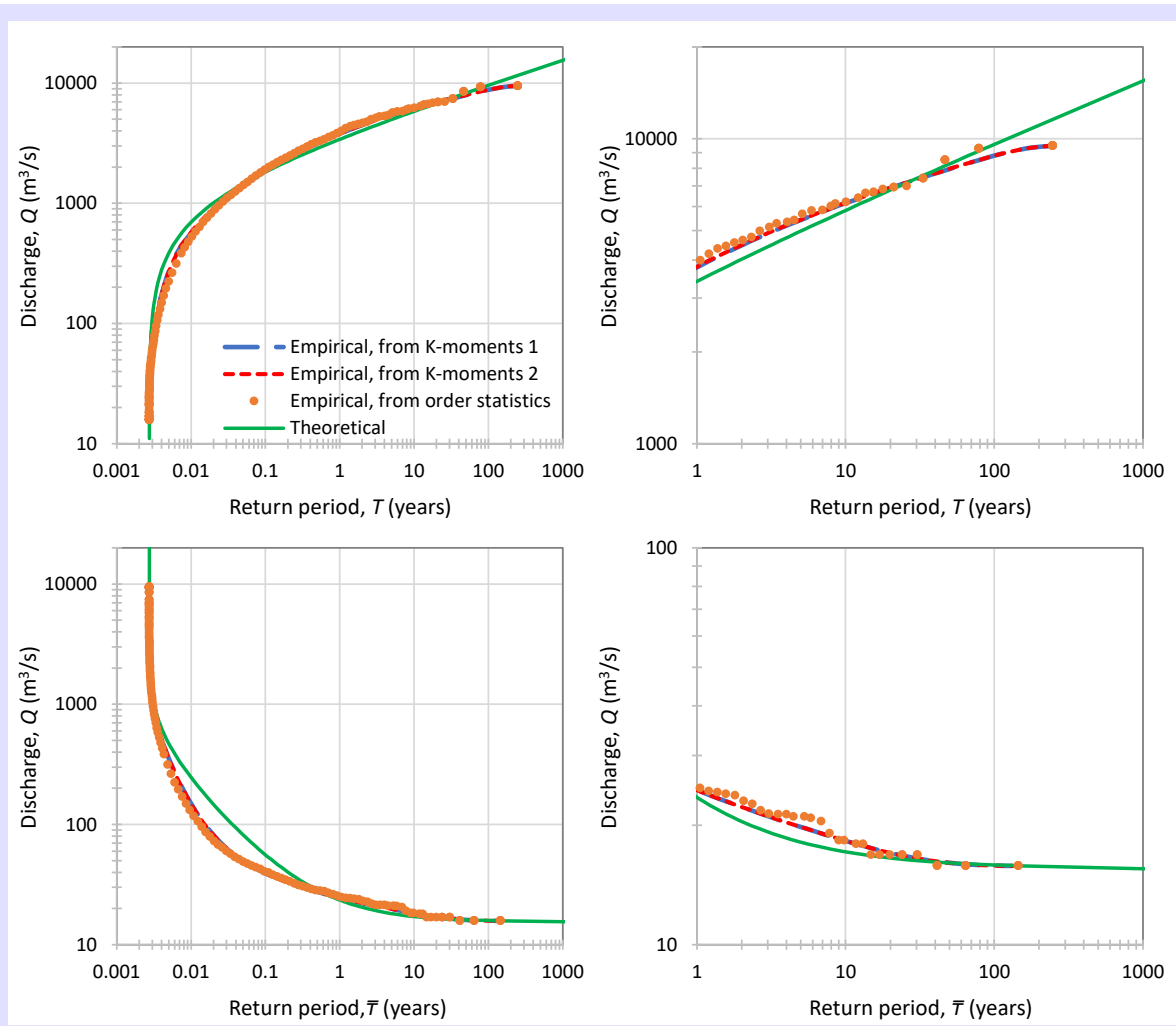 10000
1000
100
10
Discharge, Q (m³/s)
0.001 0.01 0.1 1 10 100 1000
Return period, T (years)
Empirical, from K-moments 1
Empirical, from K-moments 2
Empirical, from order statistics
Theoretical
10000
1000
Discharge, Q (m³/s)
1 10 100 1000
Return period, T (years)
10000
1000
100
10
Discharge, Q (m³/s)
0.001 0.01 0.1 1 10 100 1000
Return period,T̅ (years)
100
10
Discharge, Q (m³/s)
1 10 100 1000
Return period, T̅ (years)